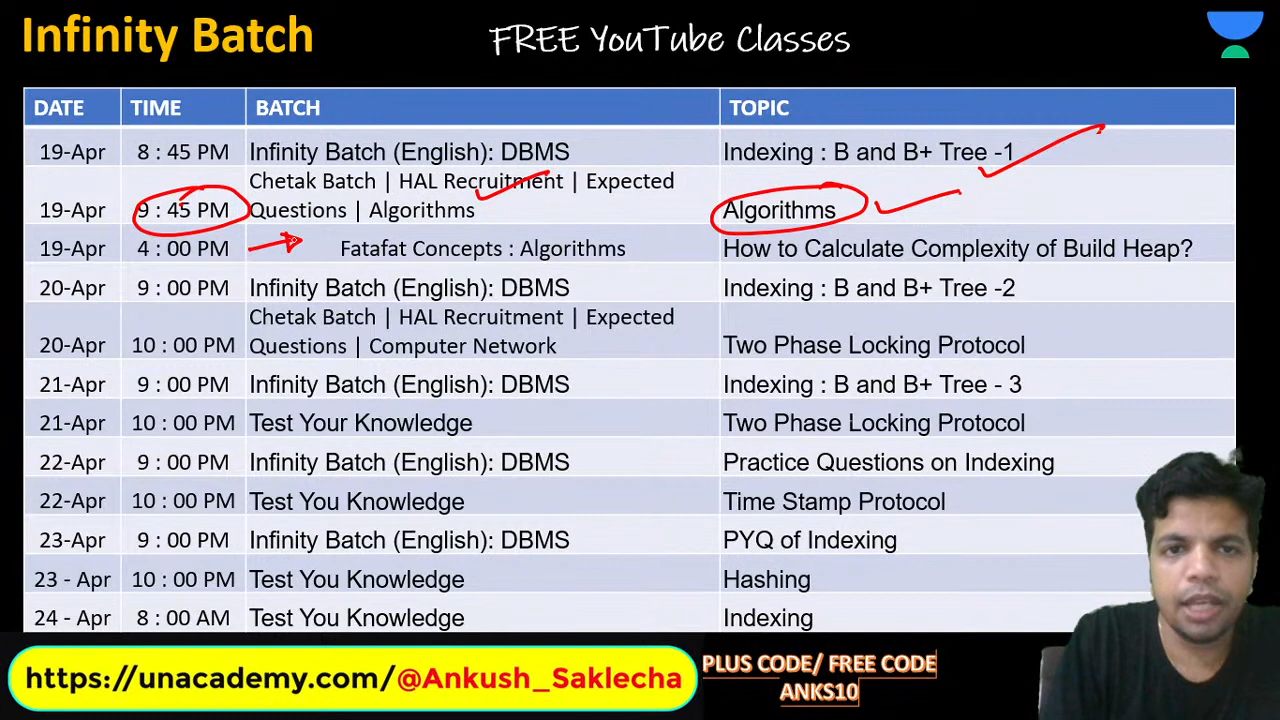 Infinity Batch
FREE YouTube Classes
DATE TIME BATCH TOPIC
19-Apr 8 : 45 PM Infinity Batch (English): DBMS Indexing : B and B+ Tree -1
Chetak Batch | HAL Recruitment | Expected
19-Apr 9 : 45 PM Questions | Algorithms Algorithms
19-Apr 4 : 00 PM Fatafat Concepts : Algorithms How to Calculate Complexity of Build Heap?
20-Apr 9 : 00 PM Infinity Batch (English): DBMS Indexing : B and B+ Tree -2
Chetak Batch | HAL Recruitment | Expected
20-Apr 10 : 00 PM Questions | Computer Network Two Phase Locking Protocol
21-Apr 9 : 00 PM Infinity Batch (English): DBMS Indexing : B and B+ Tree - 3
21-Apr 10 : 00 PM Test Your Knowledge Two Phase Locking Protocol
22-Apr 9 : 00 PM Infinity Batch (English): DBMS Practice Questions on Indexing
22-Apr 10 : 00 PM Test You Knowledge Time Stamp Protocol
23-Apr 9 : 00 PM Infinity Batch (English): DBMS PYQ of Indexing
23 - Apr 10 : 00 PM Test You Knowledge Hashing
24 - Apr 8 : 00 AM Test You Knowledge Indexing
https://unacademy.com/@Ankush_Saklecha
PLUS CODE/ FREE CODE
ANKS10